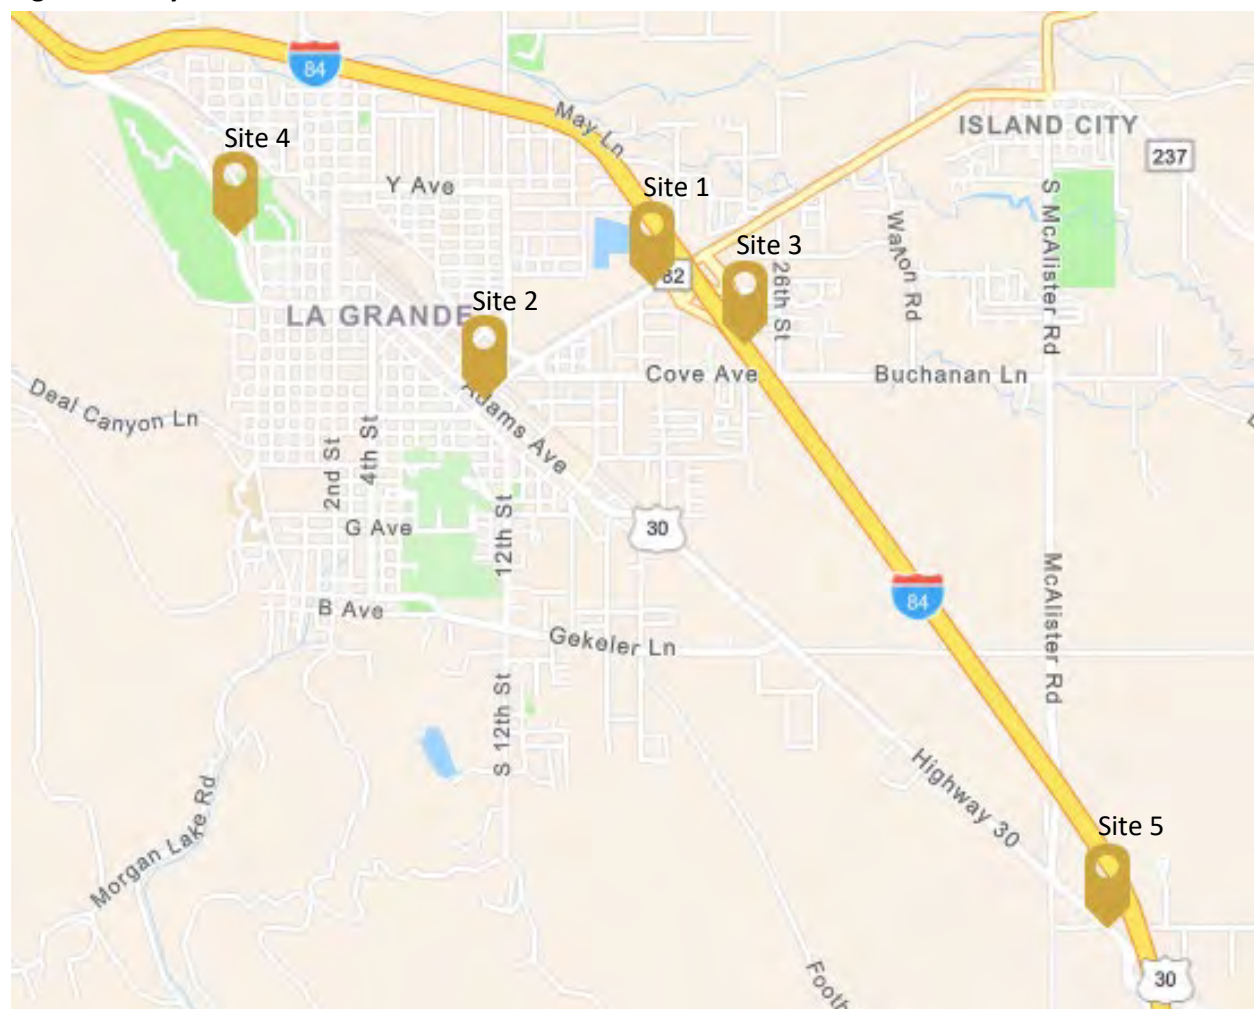 84
May Ln
ISLAND CITY
Site 4
237
Y Ave
Site 1
S McAlister Rd
Site 3
Walton Rd
82
26th St
Site 2
LA GRANDE
Cove Ave
Buchanan Ln
Deal Canyon Ln
Adams Ave
4th St
2nd St
12th St
G Ave
30
McAlister Rd
84
B Ave
Gekeler Ln
S 12th St
Highway 30
Morgan Lake Rd
Site 5
Footh
30